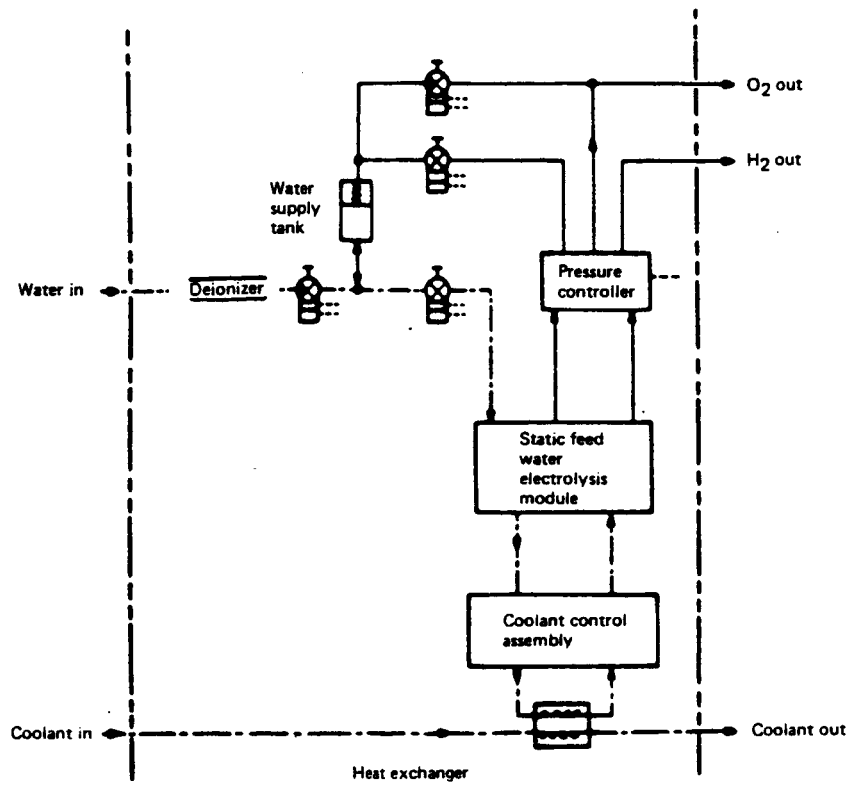 O2 out
H2 out
Water
supply
tank
Pressure
controller
Water in
Deionizer
Static feed
water
electrolysis
module
Coolant control
assembly
Coolant in
Coolant out
Heat exchanger